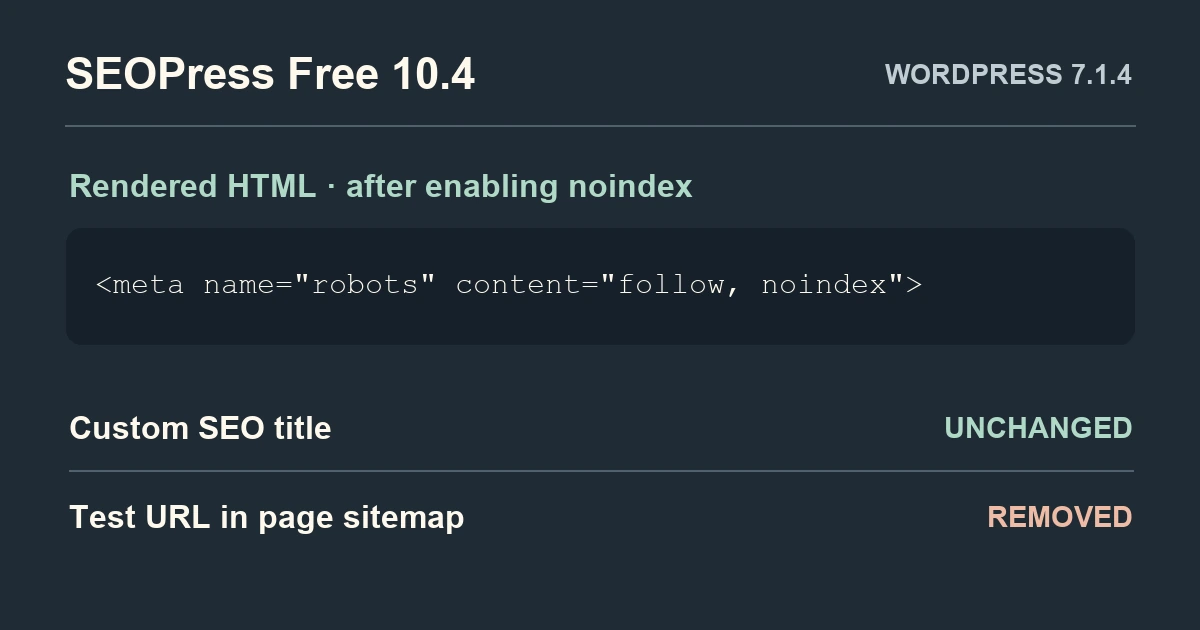 SEOPress Free 10.4
WORDPRESS 7.1.4
Rendered HTML · after enabling noindex
<meta name="robots" content="follow, noindex">
Custom SEO title
UNCHANGED
Test URL in page sitemap
REMOVED